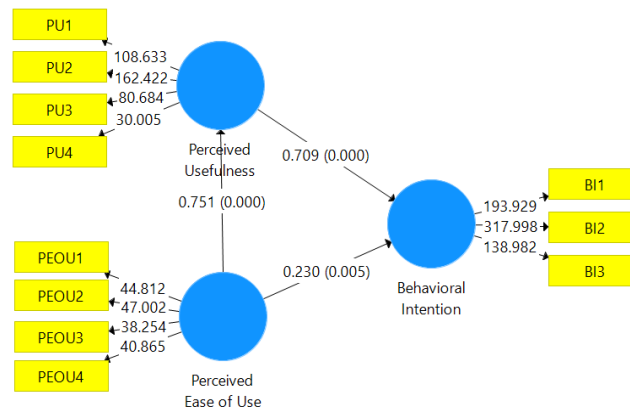 PU1
108.633
PU2
162.422
PU3
80.684
30.005
PU4
Perceived
Usefulness
0.709 (0.000)
0.751 (0.000)
193.929
BI1
317.998
BI2
138.982
BI3
PEOU1
44.812
PEOU2
47.002
PEOU3
38.254
40.865
PEOU4
0.230 (0.005)
Behavioral
Intention
Perceived
Ease of Use